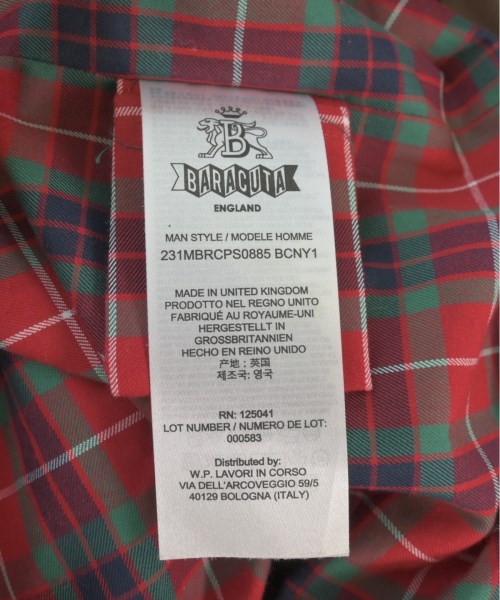 B
BARACUTA
ENGLAND
MAN STYLE / MODELE HOMME
231MBRCPS0885 BCNY1
MADE IN UNITED KINGDOM
PRODOTTO NEL REGNO UNITO
FABRIQUÉ AU ROYAUME-UNI
HERGESTELLT IN
GROSSBRITANNIEN
HECHO EN REINO UNIDO
产地：英国
제조국: 영국
RN: 125041
LOT NUMBER / NUMERO DE LOT:
000583
Distributed by:
W.P. LAVORI IN CORSO
VIA DELL'ARCOVEGGIO 59/5
40129 BOLOGNA (ITALY)